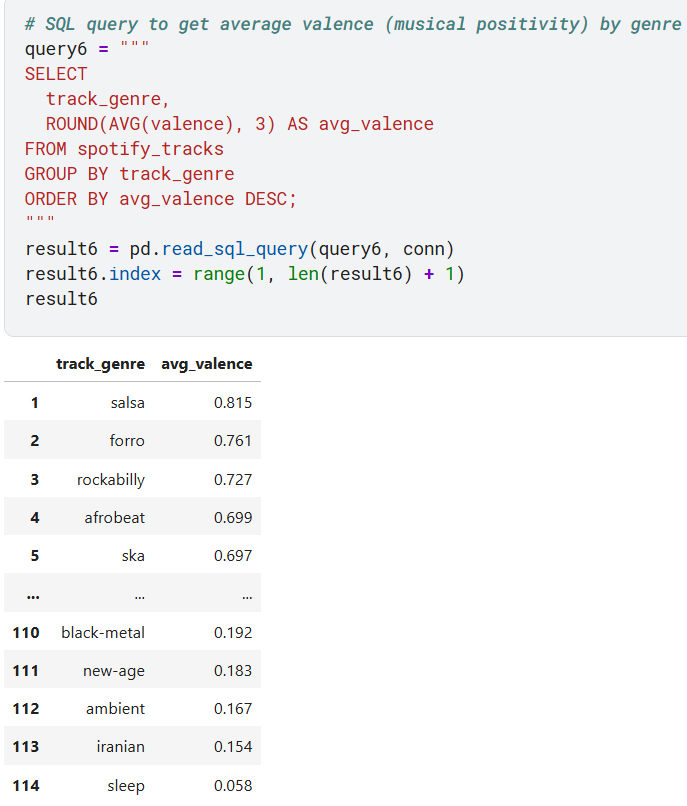 # SQL query to get average valence (musical positivity) by genre
query6 = """
SELECT
  track_genre,
  ROUND(AVG(valence), 3) AS avg_valence
FROM spotify_tracks
GROUP BY track_genre
ORDER BY avg_valence DESC;
"""
result6 = pd.read_sql_query(query6, conn)
result6.index = range(1, len(result6) + 1)
result6
track_genre avg_valence
1 salsa 0.815
2 forro 0.761
3 rockabilly 0.727
4 afrobeat 0.699
5 ska 0.697
... ... ...
110 black-metal 0.192
111 new-age 0.183
112 ambient 0.167
113 iranian 0.154
114 sleep 0.058